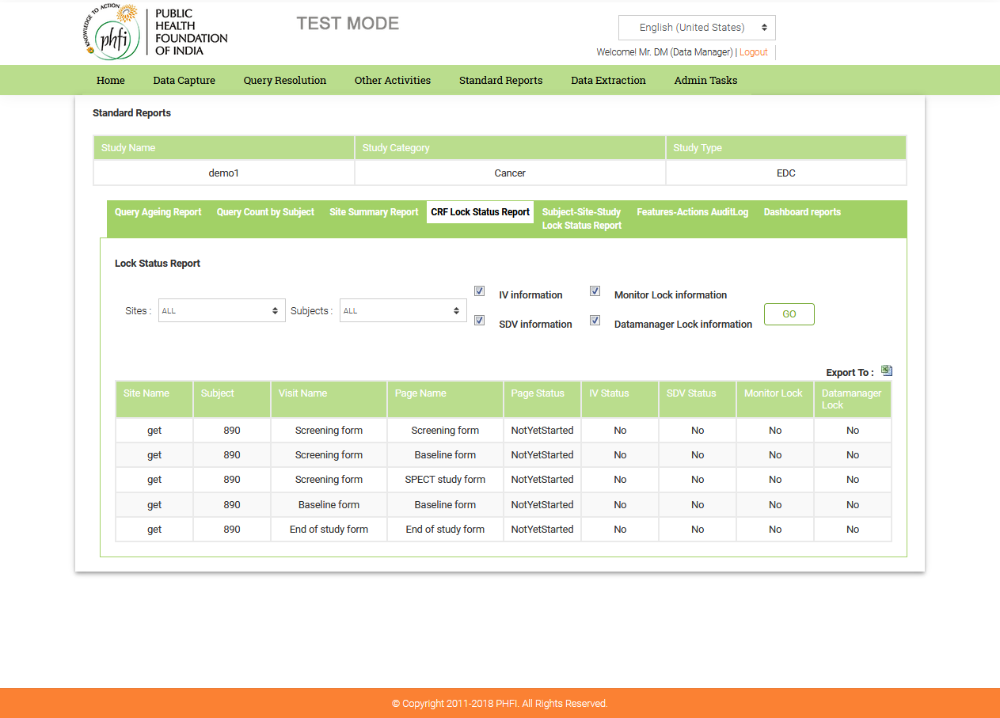 KNOWLEDGE TO ACTION
phfi
PUBLIC
HEALTH
FOUNDATION
OF INDIA
TEST MODE
English (United States)
Welcome! Mr. DM (Data Manager) | Logout
Home Data Capture Query Resolution Other Activities Standard Reports Data Extraction Admin Tasks
Standard Reports
Study Name Study Category Study Type
demo1 Cancer EDC
Query Ageing Report Query Count by Subject Site Summary Report CRF Lock Status Report Subject-Site-Study Features-Actions AuditLog Dashboard reports
Lock Status Report
Lock Status Report
IV information Monitor Lock information
Sites : ALL Subjects : ALL GO
SDV information Datamanager Lock information
Export To :
Site Name Subject Visit Name Page Name Page Status IV Status SDV Status Monitor Lock Datamanager
Lock
get 890 Screening form Screening form NotYetStarted No No No No
get 890 Screening form Baseline form NotYetStarted No No No No
get 890 Screening form SPECT study form NotYetStarted No No No No
get 890 Baseline form Baseline form NotYetStarted No No No No
get 890 End of study form End of study form NotYetStarted No No No No
© Copyright 2011-2018 PHFI. All Rights Reserved.